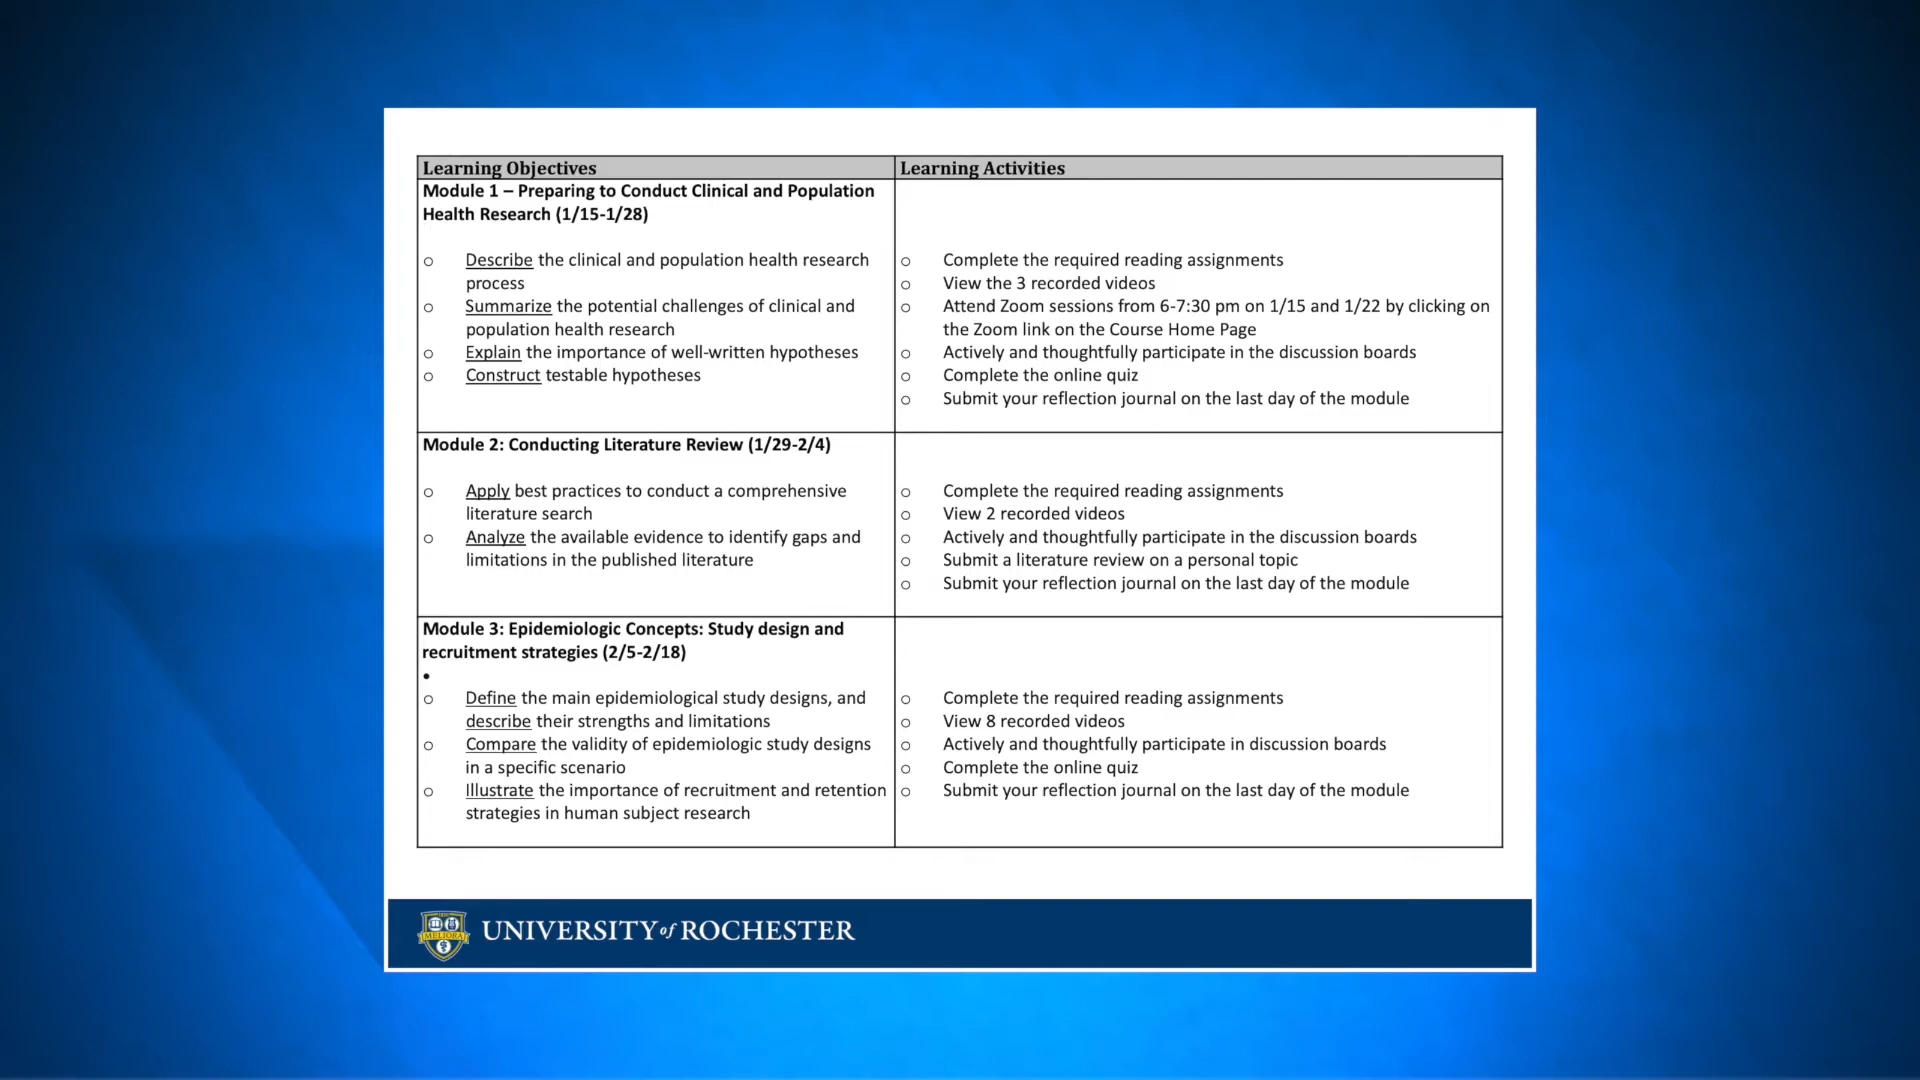 Learning Objectives
Learning Activities
Module 1 – Preparing to Conduct Clinical and Population
Health Research (1/15-1/28)
o Describe the clinical and population health research
process
o Summarize the potential challenges of clinical and
population health research
o Explain the importance of well-written hypotheses
o Construct testable hypotheses
o Complete the required reading assignments
o View the 3 recorded videos
o Attend Zoom sessions from 6-7:30 pm on 1/15 and 1/22 by clicking on
the Zoom link on the Course Home Page
o Actively and thoughtfully participate in the discussion boards
o Complete the online quiz
o Submit your reflection journal on the last day of the module
Module 2: Conducting Literature Review (1/29-2/4)
o Apply best practices to conduct a comprehensive
literature search
o Analyze the available evidence to identify gaps and
limitations in the published literature
o Complete the required reading assignments
o View 2 recorded videos
o Actively and thoughtfully participate in the discussion boards
o Submit a literature review on a personal topic
o Submit your reflection journal on the last day of the module
Module 3: Epidemiologic Concepts: Study design and
recruitment strategies (2/5-2/18)
•
o Define the main epidemiological study designs, and
describe their strengths and limitations
o Compare the validity of epidemiologic study designs
in a specific scenario
o Illustrate the importance of recruitment and retention
strategies in human subject research
o Complete the required reading assignments
o View 8 recorded videos
o Actively and thoughtfully participate in discussion boards
o Complete the online quiz
o Submit your reflection journal on the last day of the module
MELIORA
UNIVERSITY of ROCHESTER